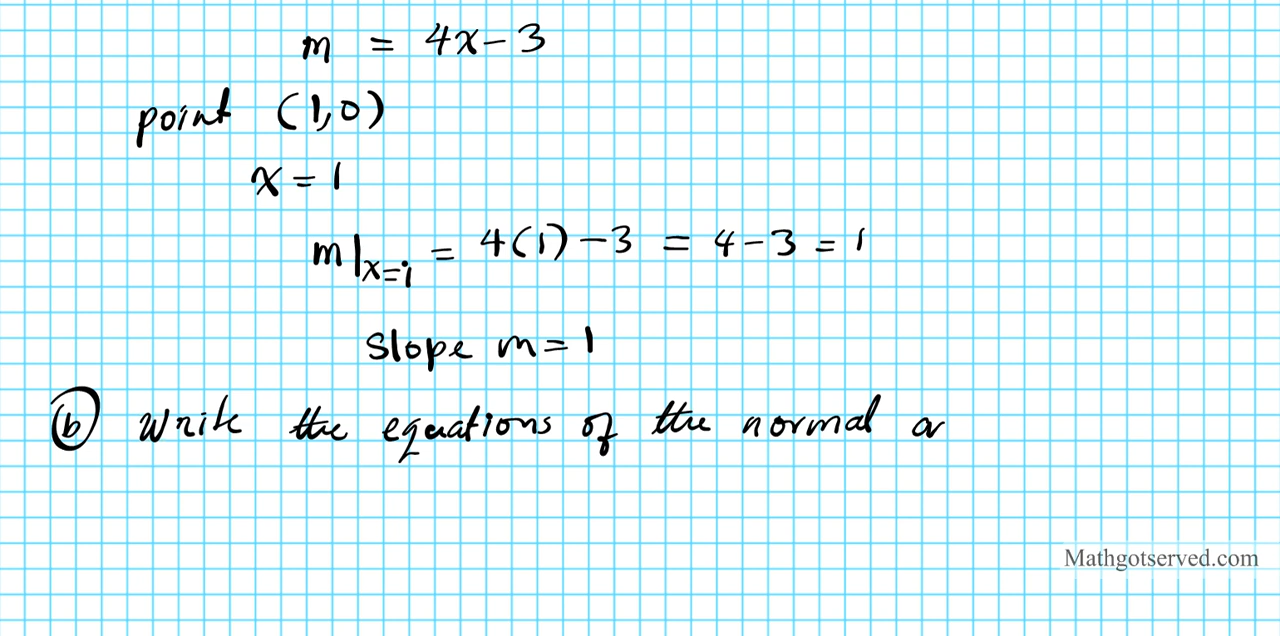 m = 4x-3
point (1,0)
x = 1
m|x=1 = 4(1) - 3 = 4 - 3 = 1
slope m = 1
(b) Write the equations of the normal a
Mathgotserved.com